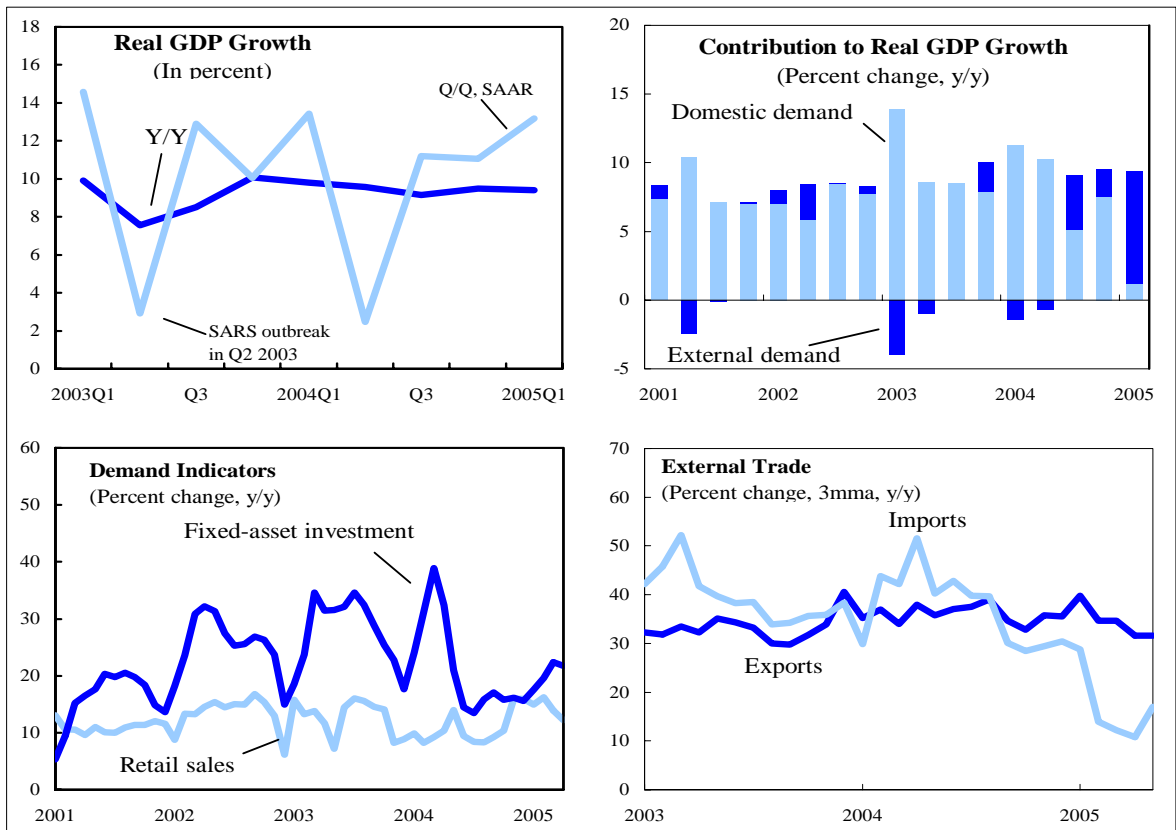 Real GDP Growth
(In percent)
18
16
14
12
10
8
6
4
2
0
Y/Y
Q/Q, SAAR
SARS outbreak
in Q2 2003
2003Q1 Q3 2004Q1 Q3 2005Q1
Contribution to Real GDP Growth
(Percent change, y/y)
20
15
10
5
0
-5
Domestic demand
External demand
2001 2002 2003 2004 2005
Demand Indicators
(Percent change, y/y)
60
50
40
30
20
10
0
Fixed-asset investment
Retail sales
2001 2002 2003 2004 2005
External Trade
(Percent change, 3mma, y/y)
70
60
50
40
30
20
10
0
Imports
Exports
2003 2004 2005